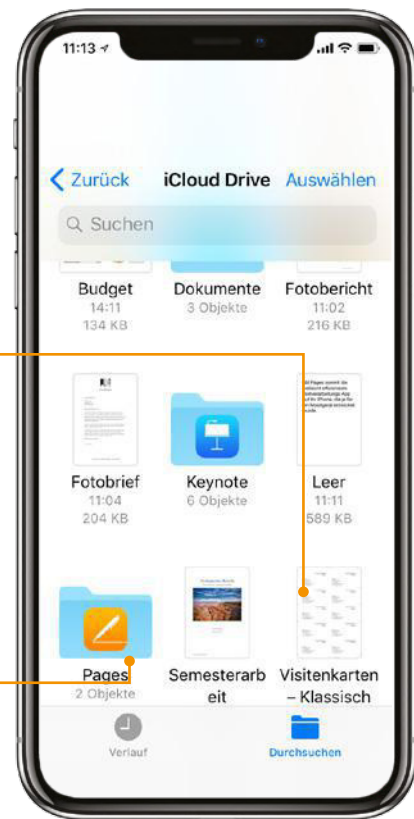 11:13
Zurück
iCloud Drive
Auswählen
Suchen
Budget
14:11
134 KB
Dokumente
3 Objekte
Fotobericht
11:02
216 KB
Fotobrief
11:04
204 KB
Keynote
6 Objekte
Leer
11:11
589 KB
Pages
2 Objekte
Semesterarb
eit
Visitenkarten
– Klassisch
Verlauf
Durchsuchen